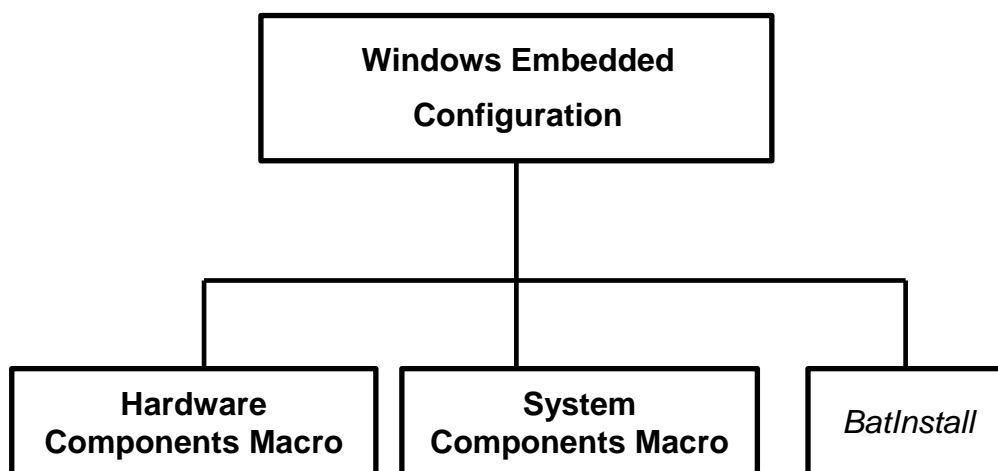 Windows Embedded
Configuration
Hardware
Components Macro
System
Components Macro
BatInstall